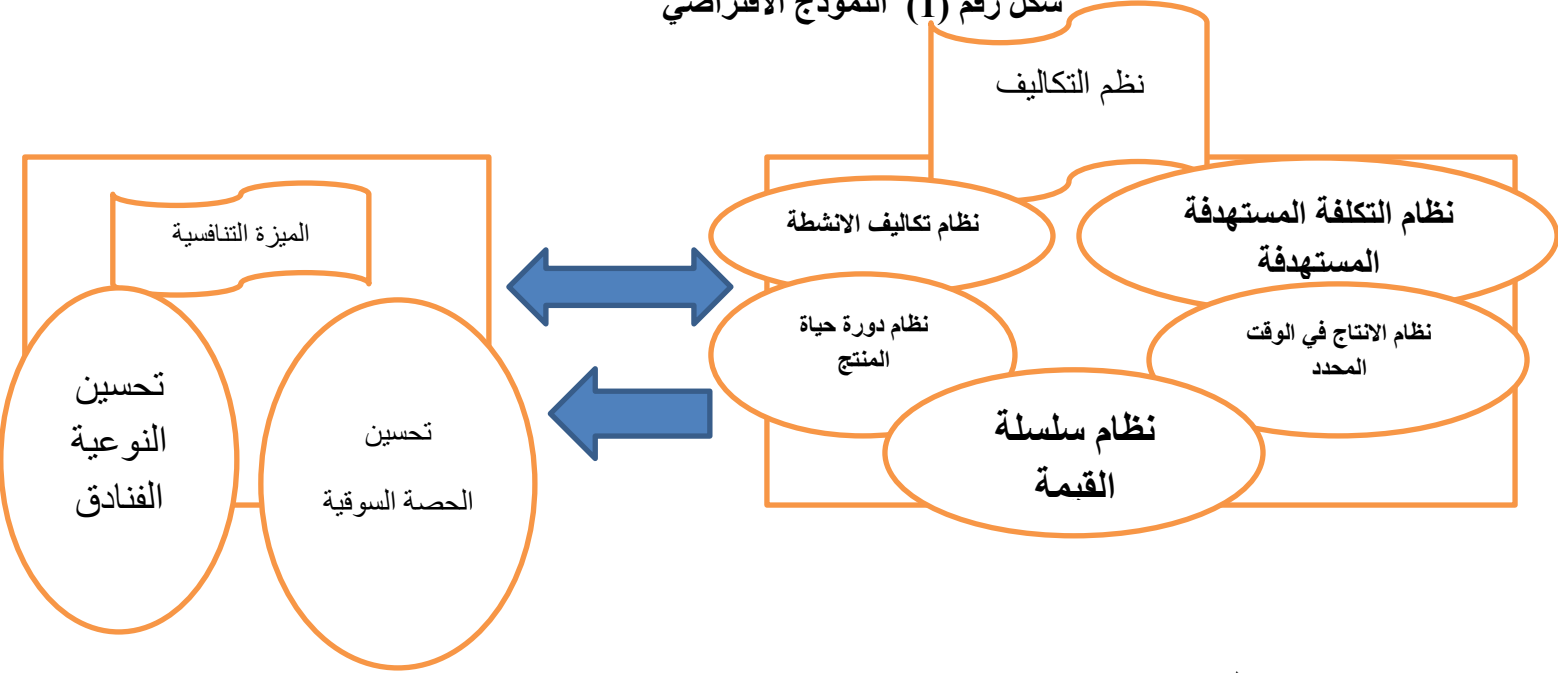 شكل رقم (1) النموذج الافتراضي
نظم التكاليف
نظام تكاليف الانشطة
نظام التكلفة المستهدفة
المستهدفة
نظام دورة حياة
المنتج
نظام الانتاج في الوقت
المحدد
نظام سلسلة
القيمة
الميزة التنافسية
تحسين
الحصة السوقية
تحسين
النوعية
الفنادق